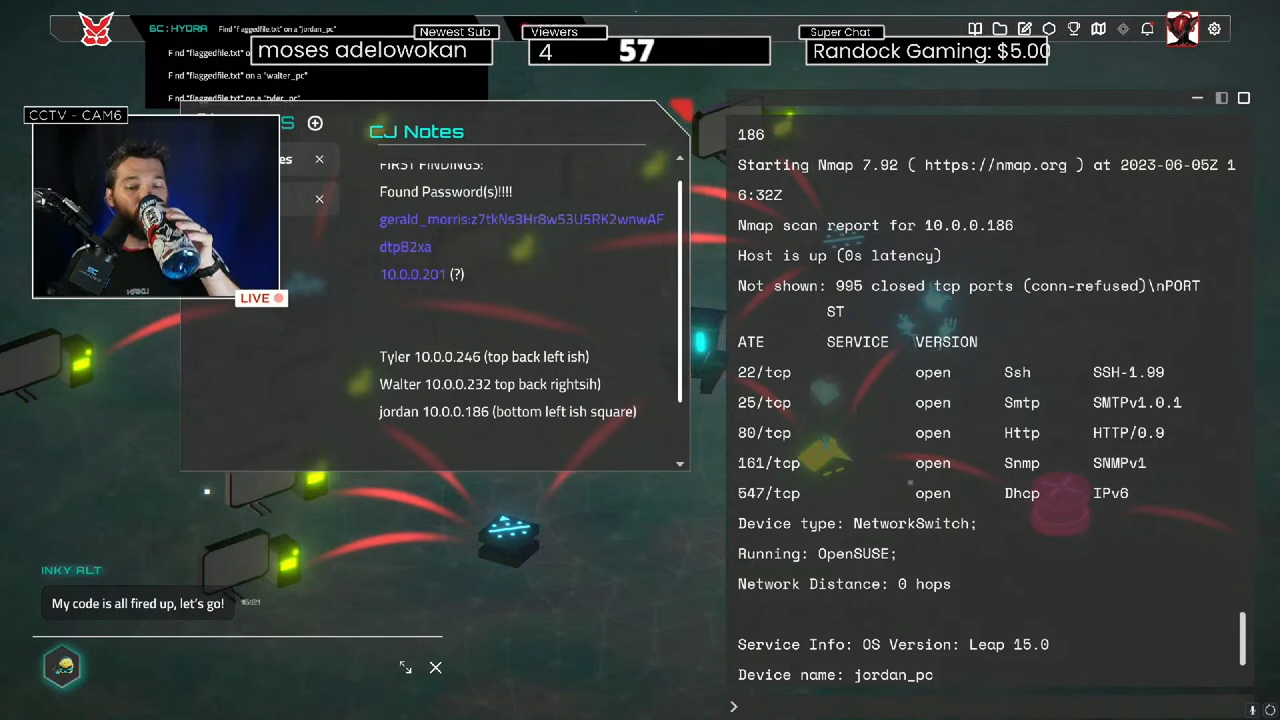 GC: HYDRA
Find "flaggedfile.txt" on a "jordan_pc"
Find "flaggedfile.txt" o
Find "flaggedfile.txt" on a "walter_pc"
Find "flaggedfile.txt" on a "tyler_pc"
Newest Sub
moses adelowokan
Viewers
4
57
Super Chat
Randock Gaming: $5.00
CCTV - CAM6
LIVE
S
es
CJ Notes
FIRST FINDINGS:
Found Password(s)!!!!
gerald_morris:z7tkNs3Hr8w53U5RK2wnwAF
dtpB2xa
10.0.0.201 (?)
Tyler 10.0.0.246 (top back left ish)
Walter 10.0.0.232 top back rightsih)
jordan 10.0.0.186 (bottom left ish square)
186
Starting Nmap 7.92 ( https://nmap.org ) at 2023-06-05Z 1
6:32Z
Nmap scan report for 10.0.0.186
Host is up (0s latency)
Not shown: 995 closed tcp ports (conn-refused)\nPORT
ST
ATE SERVICE VERSION
22/tcp open Ssh SSH-1.99
25/tcp open Smtp SMTPv1.0.1
80/tcp open Http HTTP/0.9
161/tcp open Snmp SNMPv1
547/tcp open Dhcp IPv6
Device type: NetworkSwitch;
Running: OpenSUSE;
Network Distance: 0 hops
Service Info: OS Version: Leap 15.0
Device name: jordan_pc
>
INKY ALT
My code is all fired up, let's go!